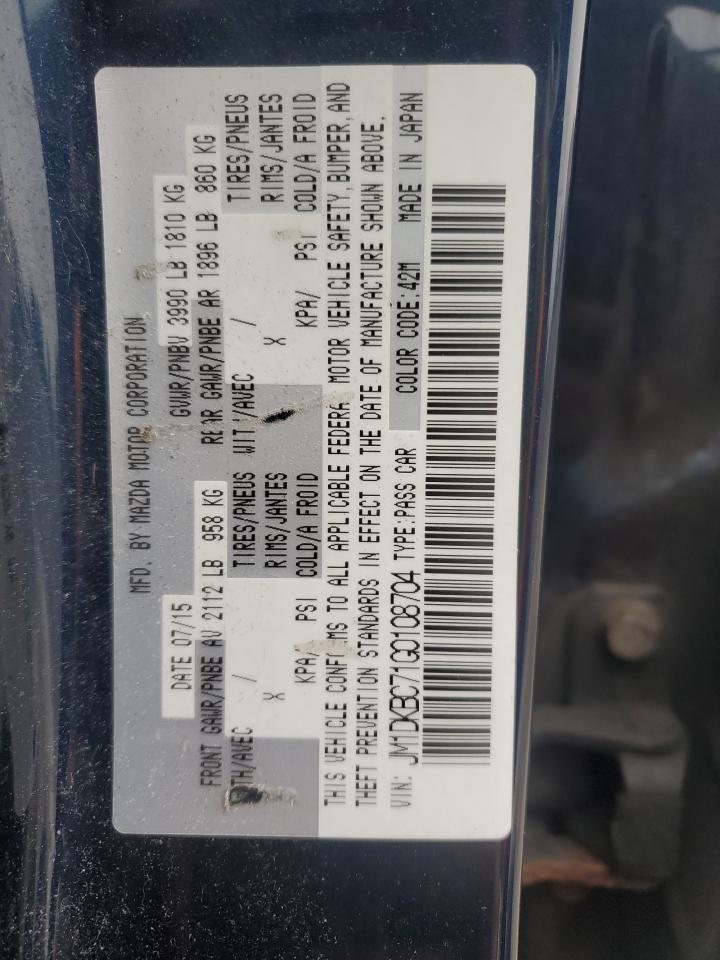 MFD. BY MAZDA MOTOR CORPORATION
DATE 07/15 GVWR/PNBV 3990 LB 1810 KG
FRONT GAWR/PNBE AV 2112 LB 958 KG REAR GAWR/PNBE AR 1896 LB 860 KG
WITH/AVEC / TIRES/PNEUS WITH/AVEC / TIRES/PNEUS
X RIMS/JANTES X RIMS/JANTES
KPA/ PSI COLD/A FROID KPA/ PSI COLD/A FROID
THIS VEHICLE CONFORMS TO ALL APPLICABLE FEDERAL MOTOR VEHICLE SAFETY, BUMPER, AND
THEFT PREVENTION STANDARDS IN EFFECT ON THE DATE OF MANUFACTURE SHOWN ABOVE.
VIN: JM1DKBC71G0108704 TYPE:PASS CAR COLOR CODE:42M MADE IN JAPAN